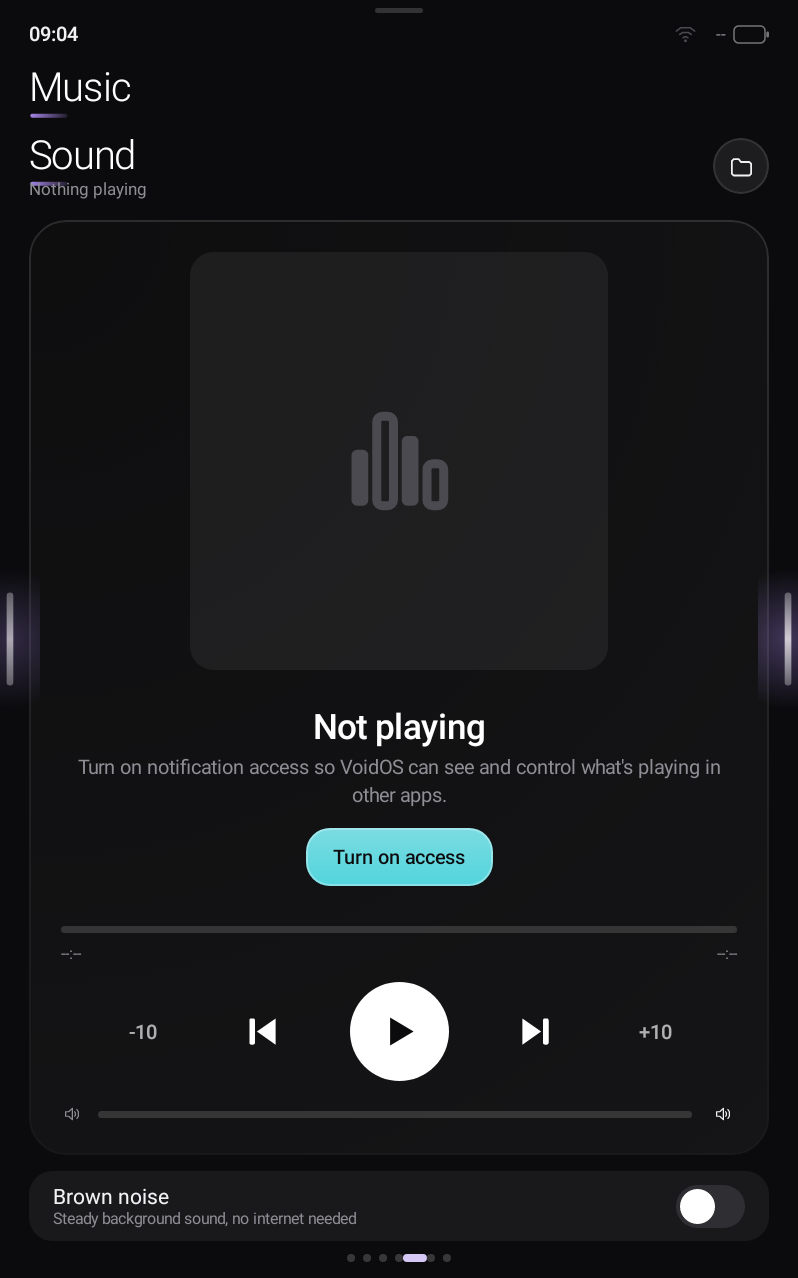 09:04
--
Music
Sound
Nothing playing
Not playing
Turn on notification access so VoidOS can see and control what's playing in
other apps.
Turn on access
--:--
--:--
-10
+10
Brown noise
Steady background sound, no internet needed